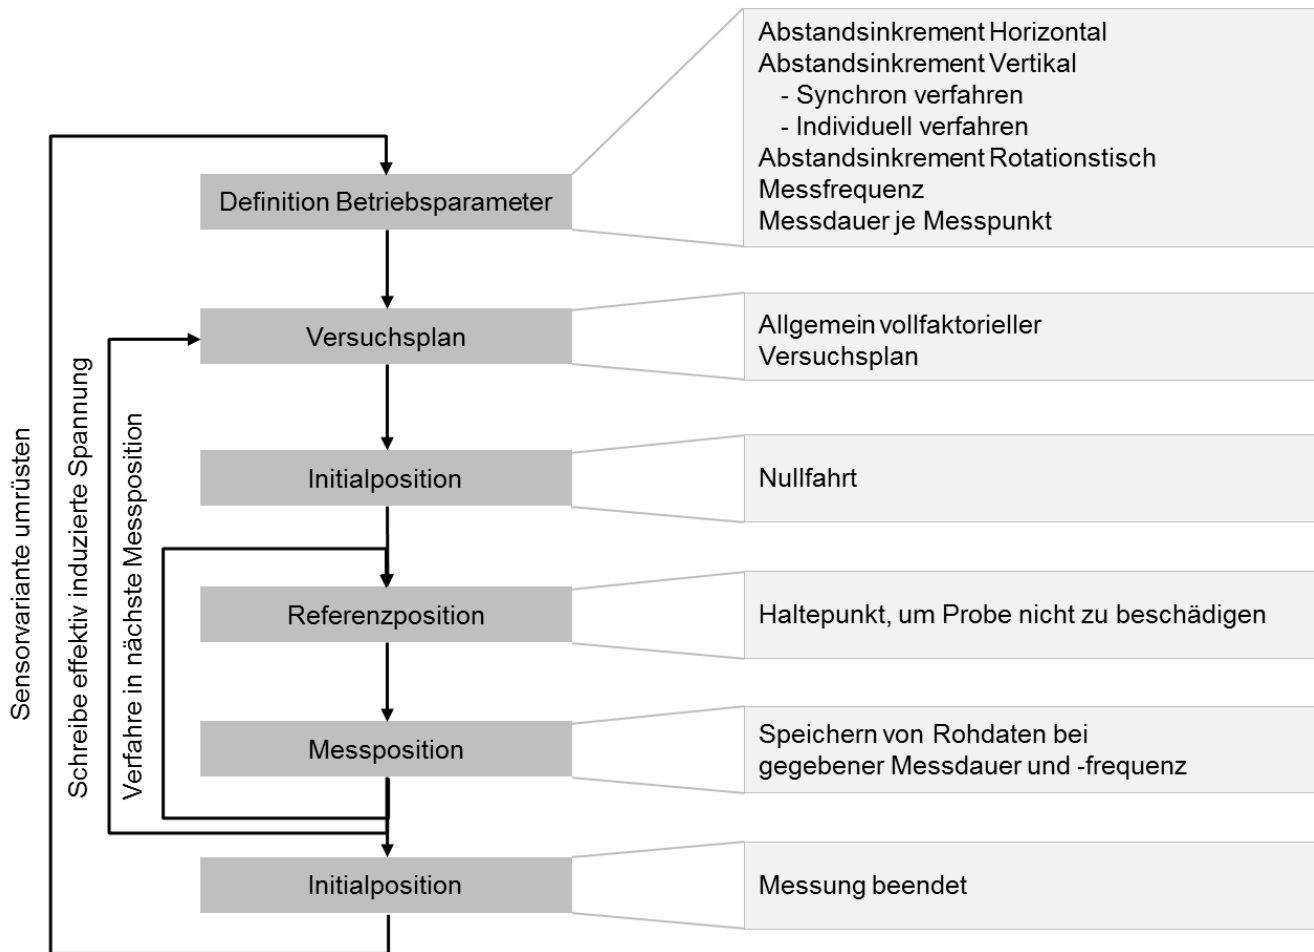 Abstandsinkrement Horizontal
Abstandsinkrement Vertikal
- Synchron verfahren
- Individuell verfahren
Abstandsinkrement Rotationstisch
Messfrequenz
Messdauer je Messpunkt
Definition Betriebsparameter
Versuchsplan
Allgemein vollfaktorieller
Versuchsplan
Initialposition
Nullfahrt
Referenzposition
Haltepunkt, um Probe nicht zu beschädigen
Messposition
Speichern von Rohdaten bei
gegebener Messdauer und -frequenz
Initialposition
Messung beendet
Sensorvariante umrüsten
Schreibe effektiv induzierte Spannung
Verfahre in nächste Messposition